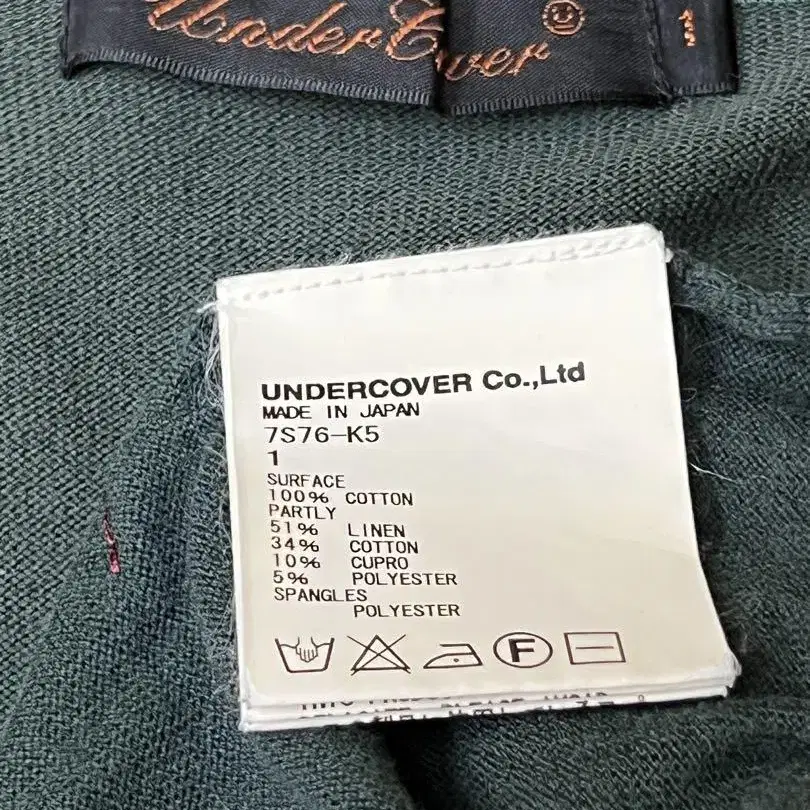 UnderCover
1
UNDERCOVER Co.,Ltd
MADE IN JAPAN
7S76-K5
1
SURFACE
100% COTTON
PARTLY
51% LINEN
34% COTTON
10% CUPRO
5% POLYESTER
SPANGLES
POLYESTER
F